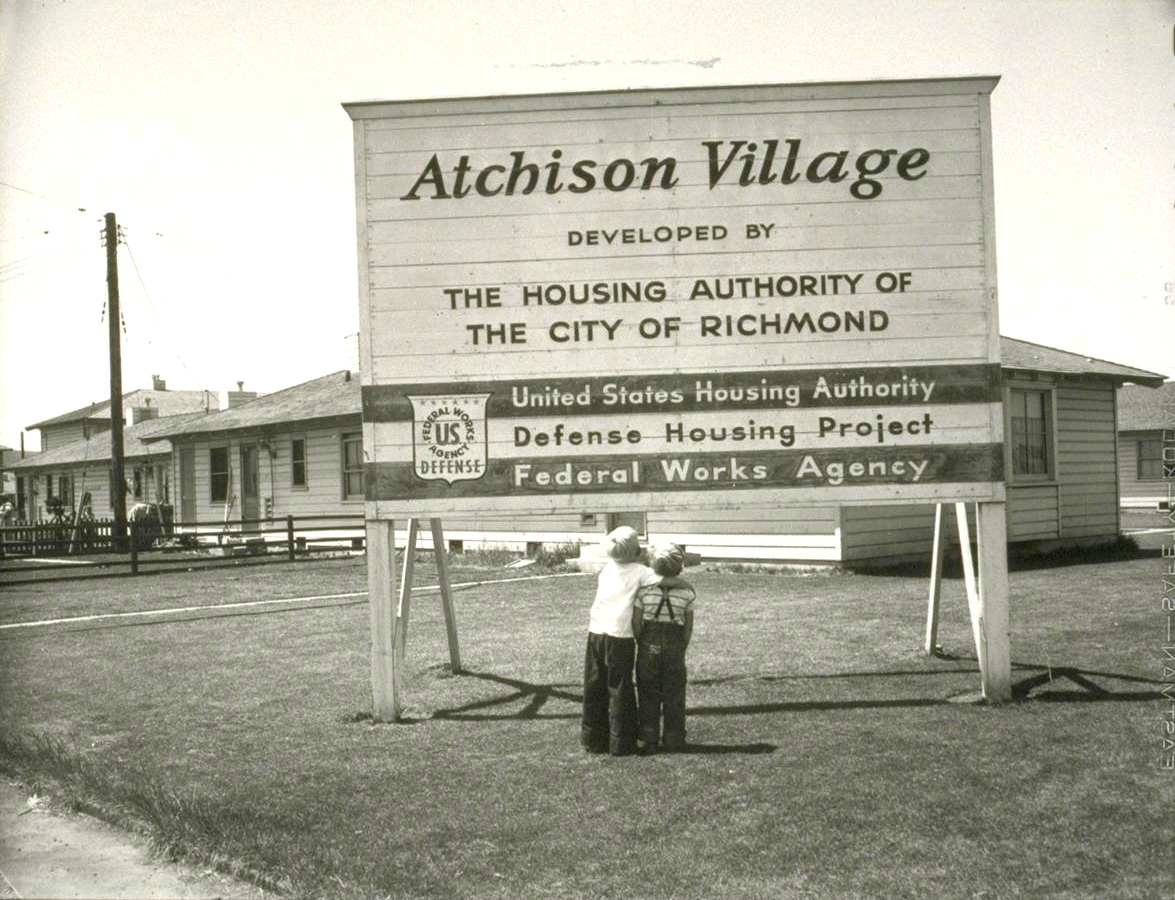 Atchison Village
DEVELOPED BY
THE HOUSING AUTHORITY OF
THE CITY OF RICHMOND
United States Housing Authority
Defense Housing Project
Federal Works Agency
FEDERAL WORKS
US
AGENCY
DEFENSE